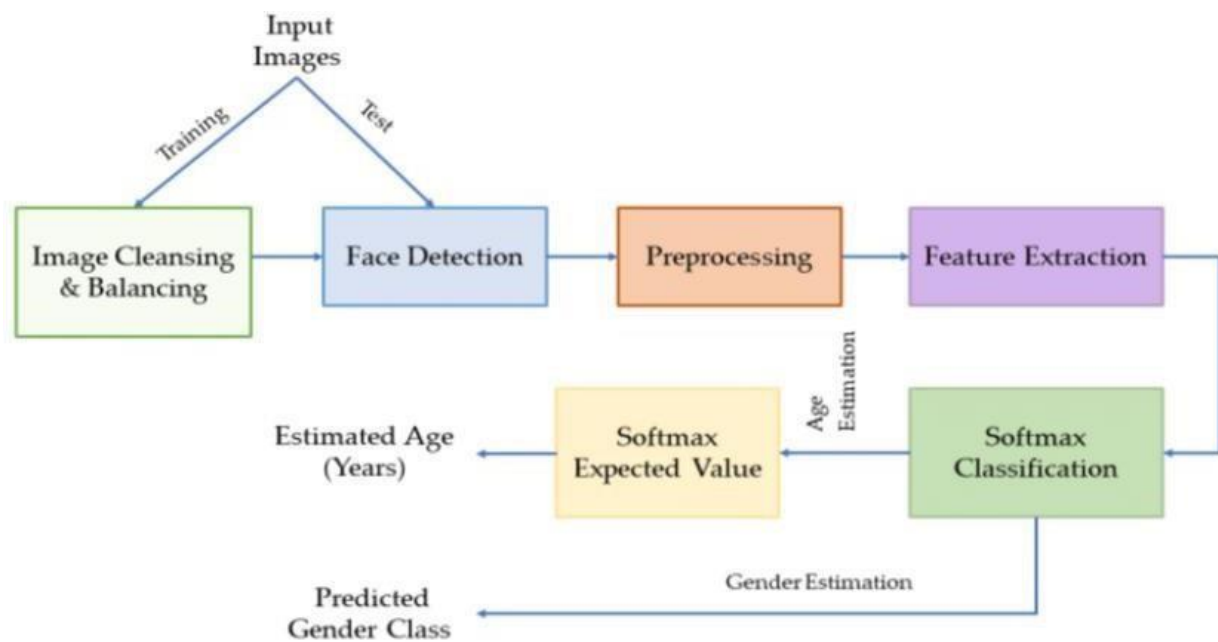 Input
Images
Training
Test
Image Cleansing
& Balancing
Face Detection
Preprocessing
Feature Extraction
Age
Estimation
Estimated Age
(Years)
Softmax
Expected Value
Softmax
Classification
Gender Estimation
Predicted
Gender Class